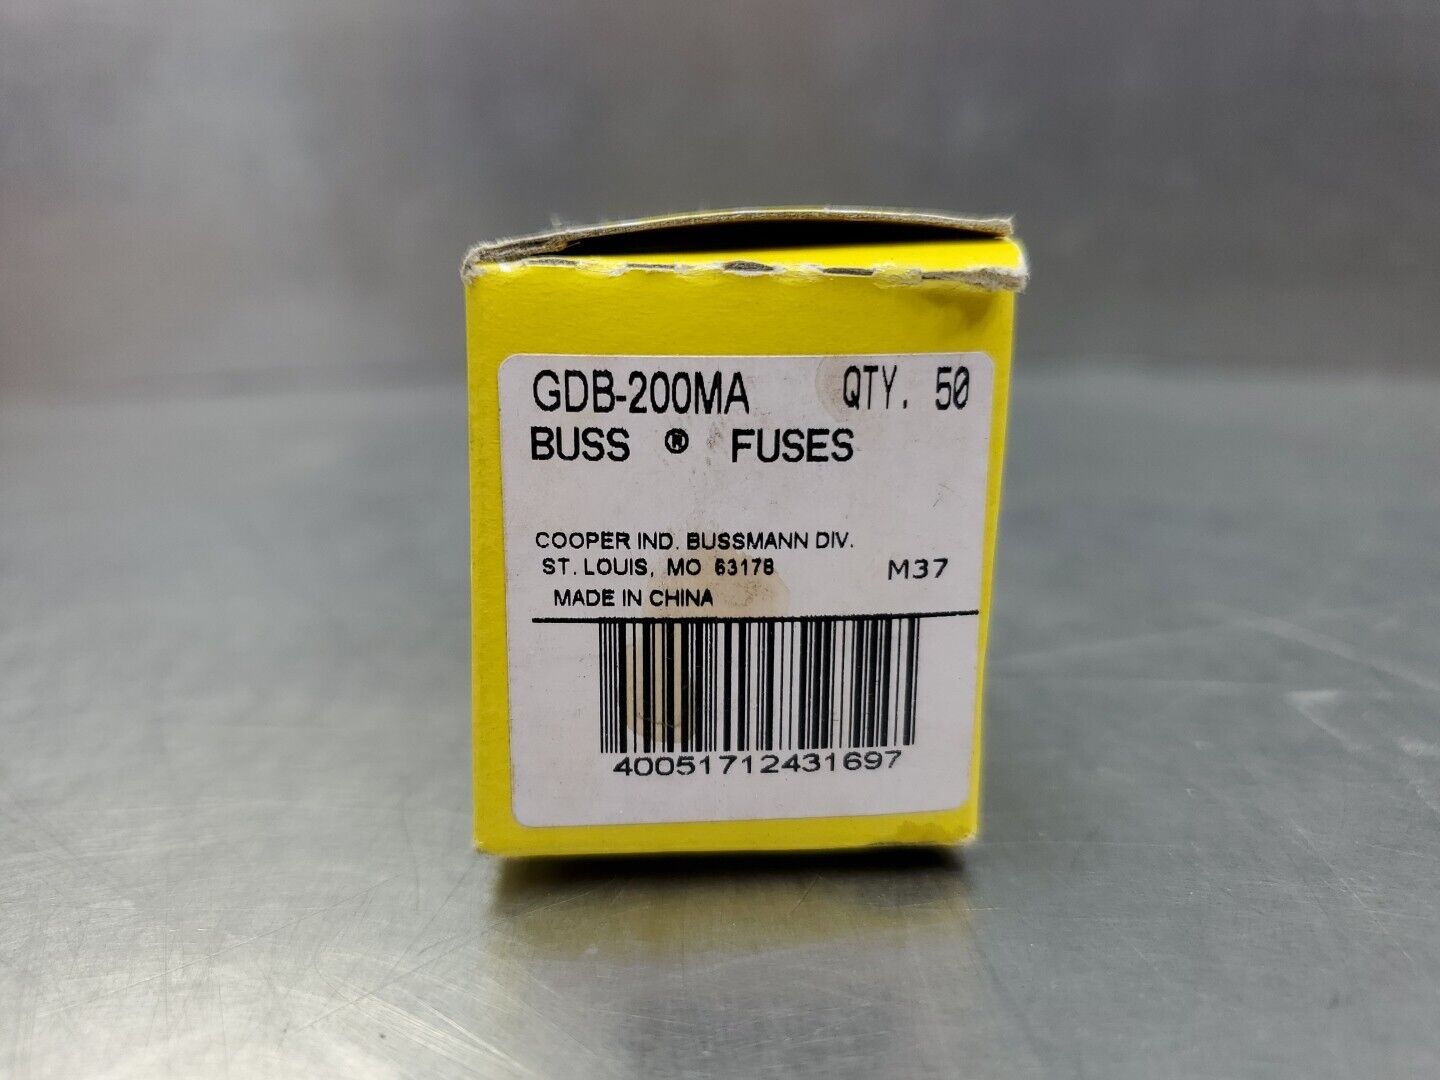 GDB-200MA QTY. 50
BUSS ® FUSES
COOPER IND. BUSSMANN DIV.
ST. LOUIS, MO 63178 M37
MADE IN CHINA
40051712431697